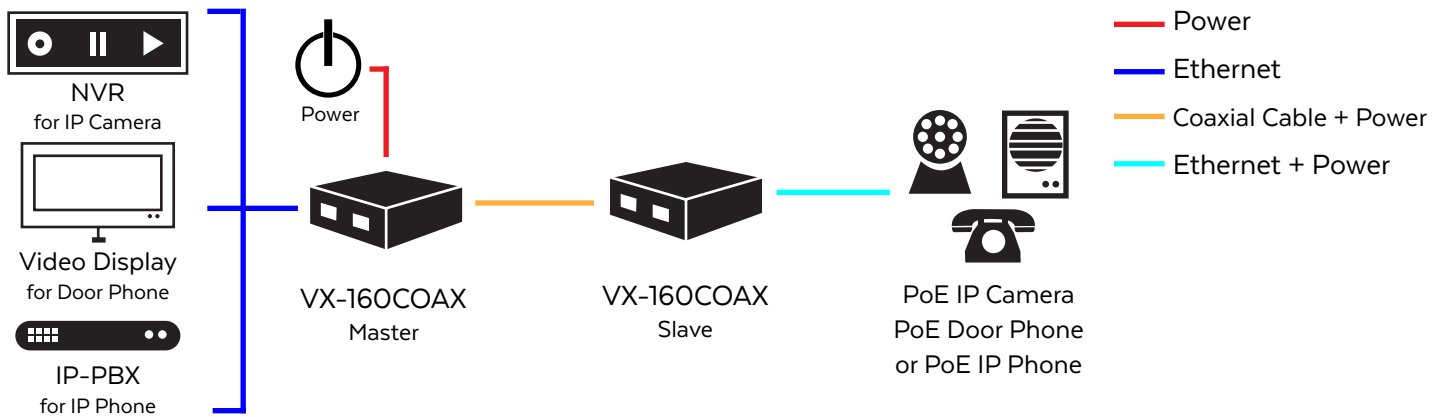 NVR
for IP Camera
Video Display
for Door Phone
IP-PBX
for IP Phone
Power
VX-160COAX
Master
VX-160COAX
Slave
PoE IP Camera
PoE Door Phone
or PoE IP Phone
Power
Ethernet
Coaxial Cable + Power
Ethernet + Power